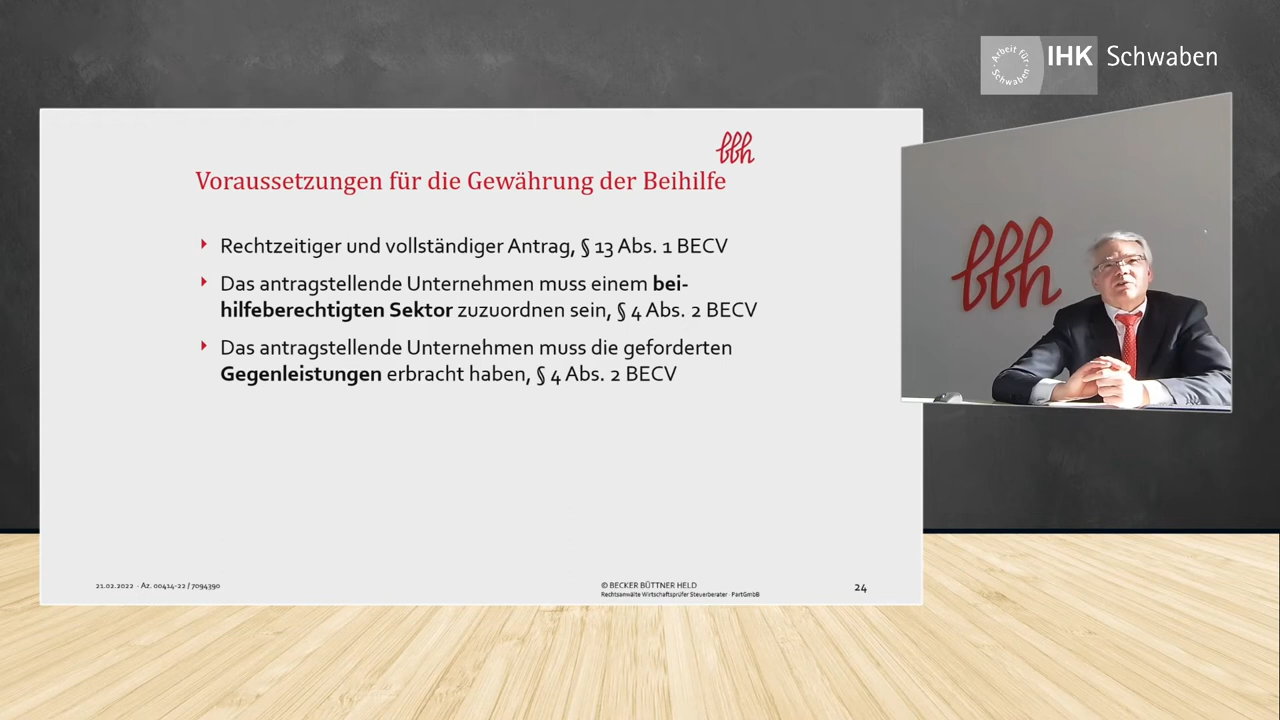 Arbeit für
Schwaben
IHK Schwaben
bbh
Voraussetzungen für die Gewährung der Beihilfe
Rechtzeitiger und vollständiger Antrag, § 13 Abs. 1 BECV
Das antragstellende Unternehmen muss einem bei-
hilfeberechtigten Sektor zuzuordnen sein, § 4 Abs. 2 BECV
Das antragstellende Unternehmen muss die geforderten
Gegenleistungen erbracht haben, § 4 Abs. 2 BECV
21.02.2022 · Az. 00414-22 / 7094390
© BECKER BÜTTNER HELD
Rechtsanwälte Wirtschaftsprüfer Steuerberater · PartGmbB
24
bbh